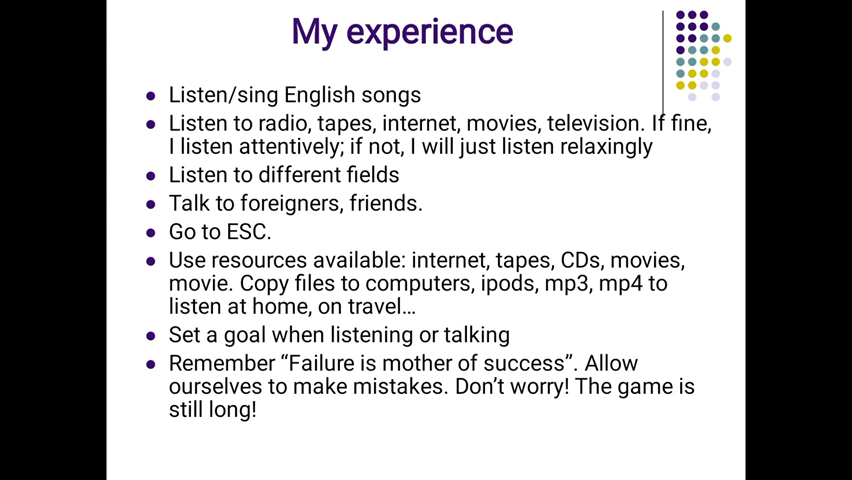 My experience
● Listen/sing English songs
● Listen to radio, tapes, internet, movies, television. If fine,
I listen attentively; if not, I will just listen relaxingly
● Listen to different fields
● Talk to foreigners, friends.
● Go to ESC.
● Use resources available: internet, tapes, CDs, movies,
movie. Copy files to computers, ipods, mp3, mp4 to
listen at home, on travel…
● Set a goal when listening or talking
● Remember “Failure is mother of success”. Allow
ourselves to make mistakes. Don’t worry! The game is
still long!